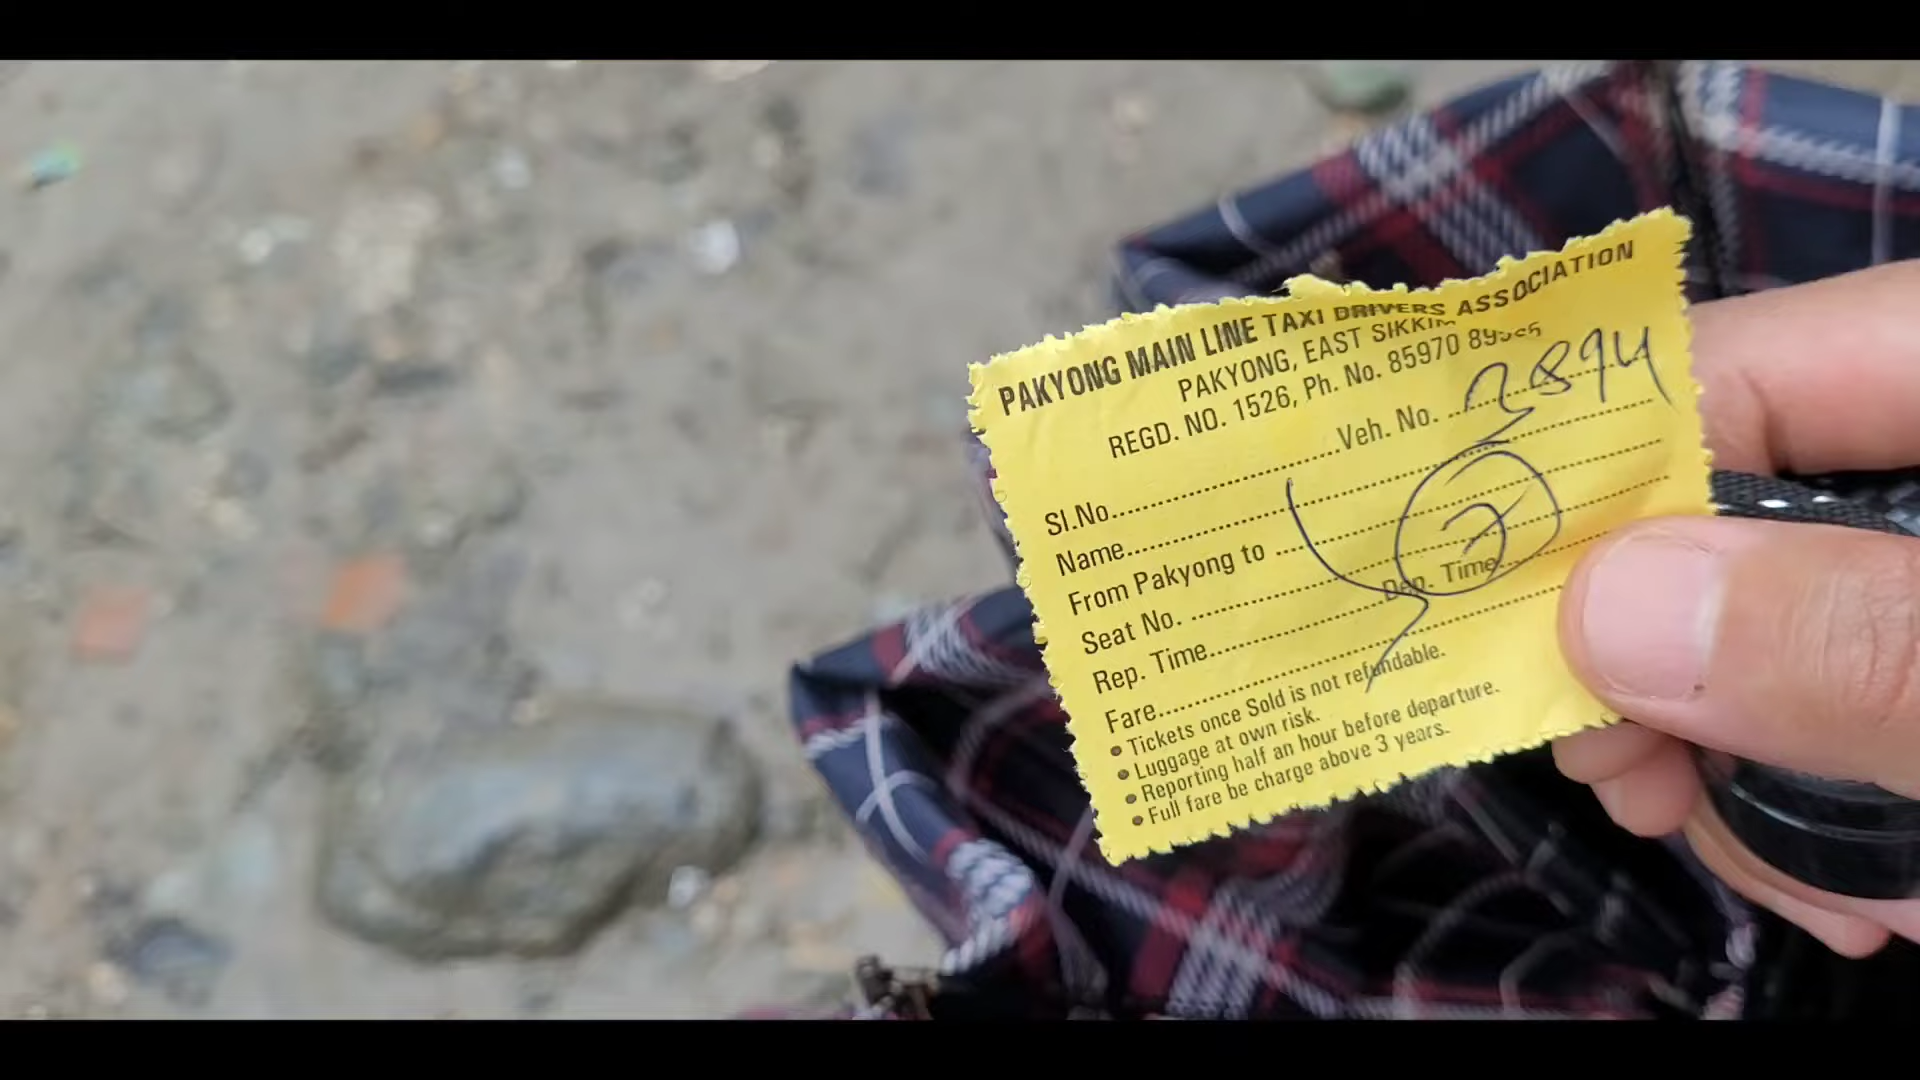 PAKYONG MAIN LINE TAXI DRIVERS ASSOCIATION
PAKYONG, EAST SIKKIM
REGD. NO. 1526, Ph. No. 85970
Sl.No..............................Veh. No. ..............3894
Name
From Pakyong to
Seat No. 7
Rep. Time..............................Dep. Time
Fare
• Tickets once Sold is not refundable.
• Luggage at own risk.
• Reporting half an hour before departure.
• Full fare be charge above 3 years.